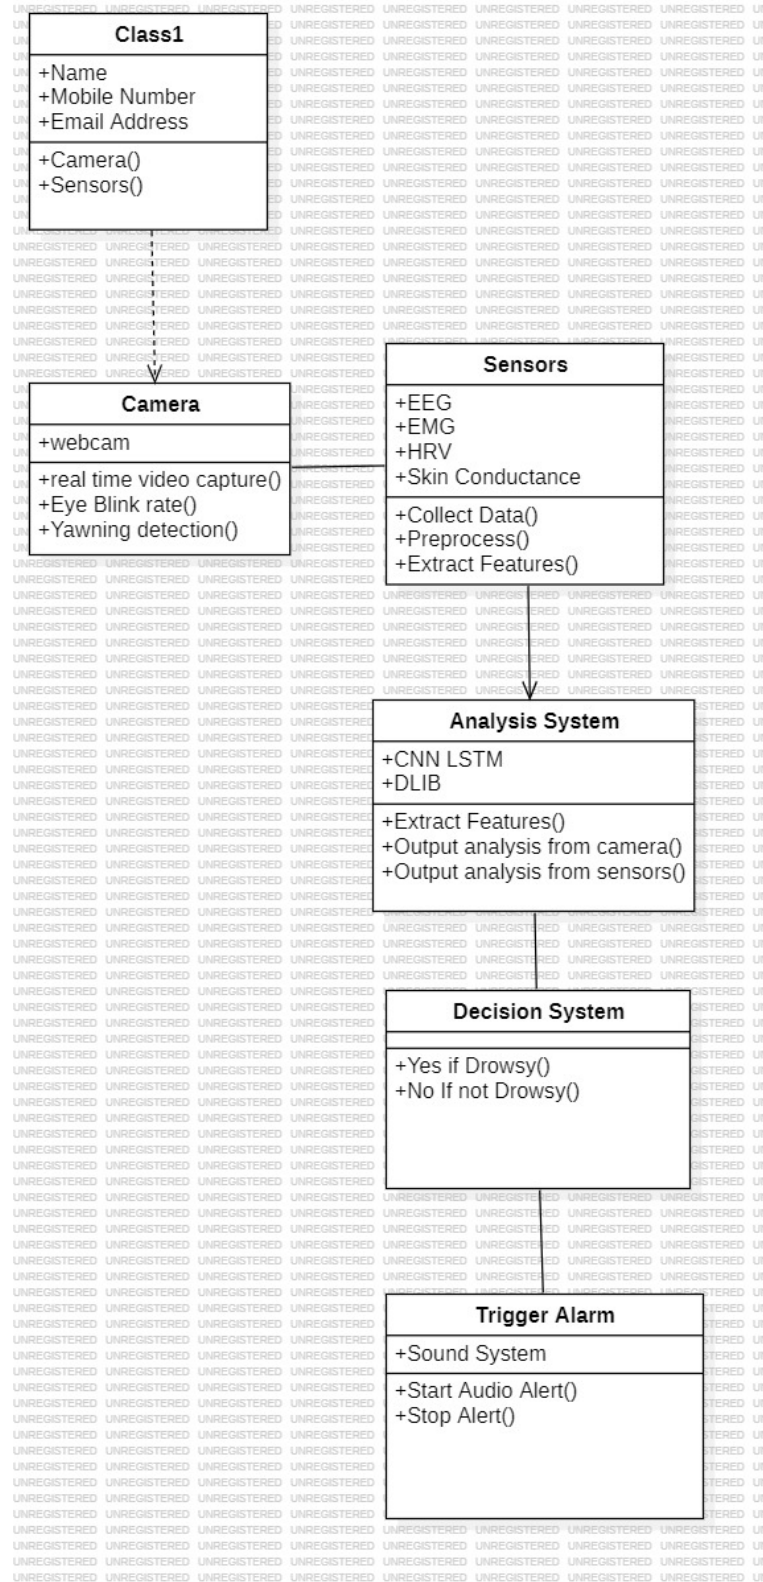 Class1
+Name
+Mobile Number
+Email Address
+Camera()
+Sensors()
Camera
+webcam
+real time video capture()
+Eye Blink rate()
+Yawning detection()
Sensors
+EEG
+EMG
+HRV
+Skin Conductance
+Collect Data()
+Preprocess()
+Extract Features()
Analysis System
+CNN LSTM
+DLIB
+Extract Features()
+Output analysis from camera()
+Output analysis from sensors()
Decision System
+Yes if Drowsy()
+No If not Drowsy()
Trigger Alarm
+Sound System
+Start Audio Alert()
+Stop Alert()
UNREGISTERED